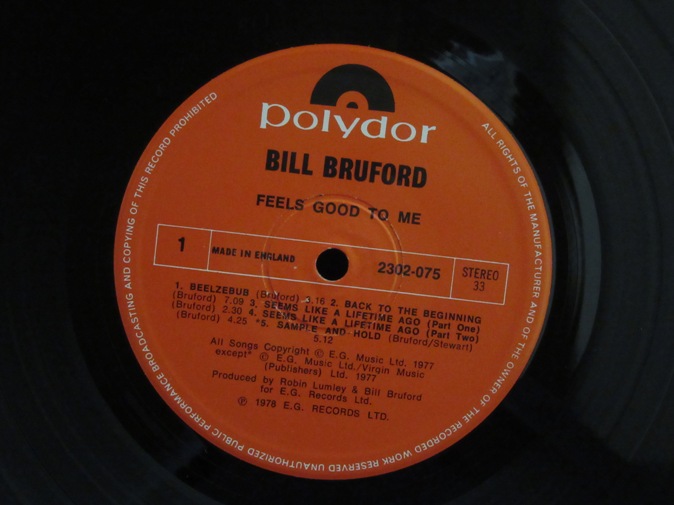 polydor
BILL BRUFORD
FEELS GOOD TO ME
1
MADE IN ENGLAND
2302-075
STEREO
33
1. BEELZEBUB (Bruford) 3.16 2. BACK TO THE BEGINNING
(Bruford) 7.09 3. SEEMS LIKE A LIFETIME AGO (Part One)
(Bruford) 2.30 4. SEEMS LIKE A LIFETIME AGO (Part Two)
(Bruford) 4.25 *5. SAMPLE AND HOLD (Bruford/Stewart)
5.12
All Songs Copyright © E.G. Music Ltd. 1977
except* © E.G. Music Ltd./Virgin Music
(Publishers) Ltd. 1977
Produced by Robin Lumley & Bill Bruford
for E.G. Records Ltd.
℗ 1978 E.G. RECORDS LTD.
ALL RIGHTS OF THE MANUFACTURER AND OF THE OWNER OF THE RECORDED WORK RESERVED UNAUTHORIZED PUBLIC PERFORMANCE BROADCASTING AND COPYING OF THIS RECORD PROHIBITED